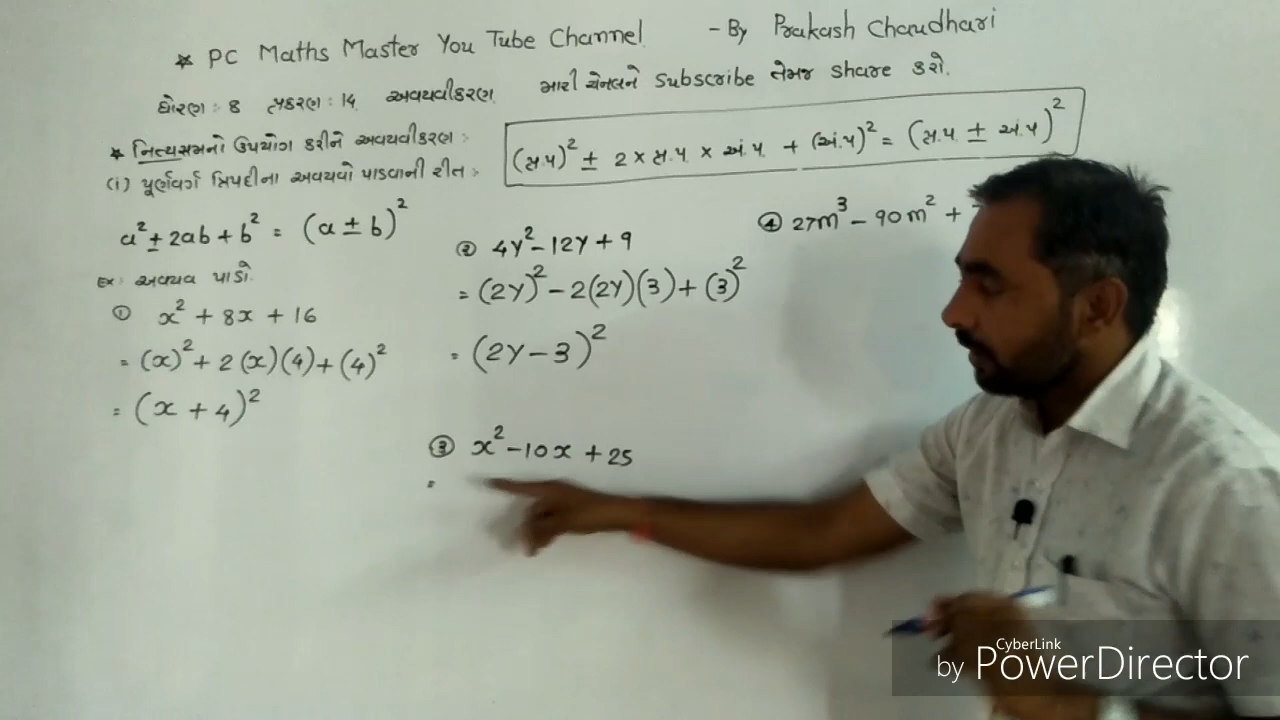 * PC Maths Master You Tube Channel - By Prakash Chaudhari
ધોરણ : 8 પ્રકરણ : 14 અવયવીકરણ મારી ચેનલને Subscribe તેમજ share કરો.
* નિત્યસમનો ઉપયોગ કરીને અવયવીકરણ :-
(સ.પ)² ± 2 × સ.પ × અં.પ + (અં.પ)² = (સ.પ ± અં.પ)²
(i) પૂર્ણવર્ગ ત્રિપદીના અવયવો પાડવાની રીત :-
a² ± 2ab + b² = (a ± b)²
Ex: અવયવ પાડો.
① x² + 8x + 16
= (x)² + 2(x)(4) + (4)²
= (x + 4)²
② 4y² - 12y + 9
= (2y)² - 2(2y)(3) + (3)²
= (2y - 3)²
③ x² - 10x + 25
=
④ 27m³ - 90m² +
CyberLink
by PowerDirector